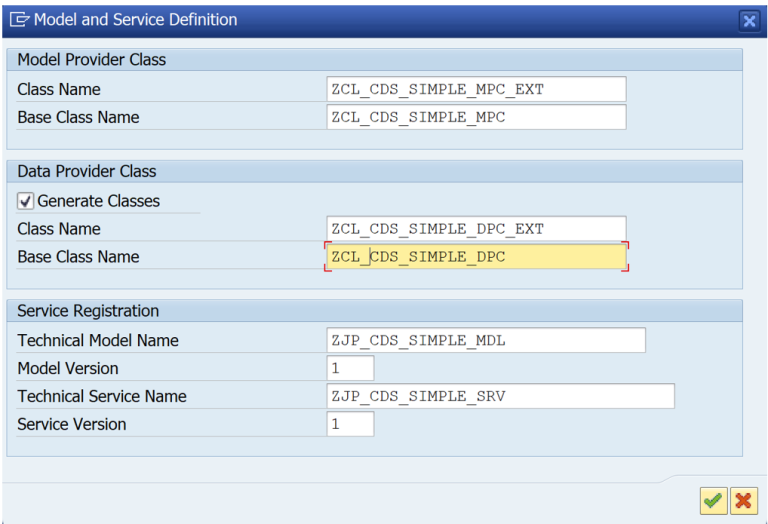 Model and Service Definition
Model Provider Class
Class Name ZCL_CDS_SIMPLE_MPC_EXT
Base Class Name ZCL_CDS_SIMPLE_MPC
Data Provider Class
Generate Classes
Class Name ZCL_CDS_SIMPLE_DPC_EXT
Base Class Name ZCL_CDS_SIMPLE_DPC
Service Registration
Technical Model Name ZJP_CDS_SIMPLE_MDL
Model Version 1
Technical Service Name ZJP_CDS_SIMPLE_SRV
Service Version 1